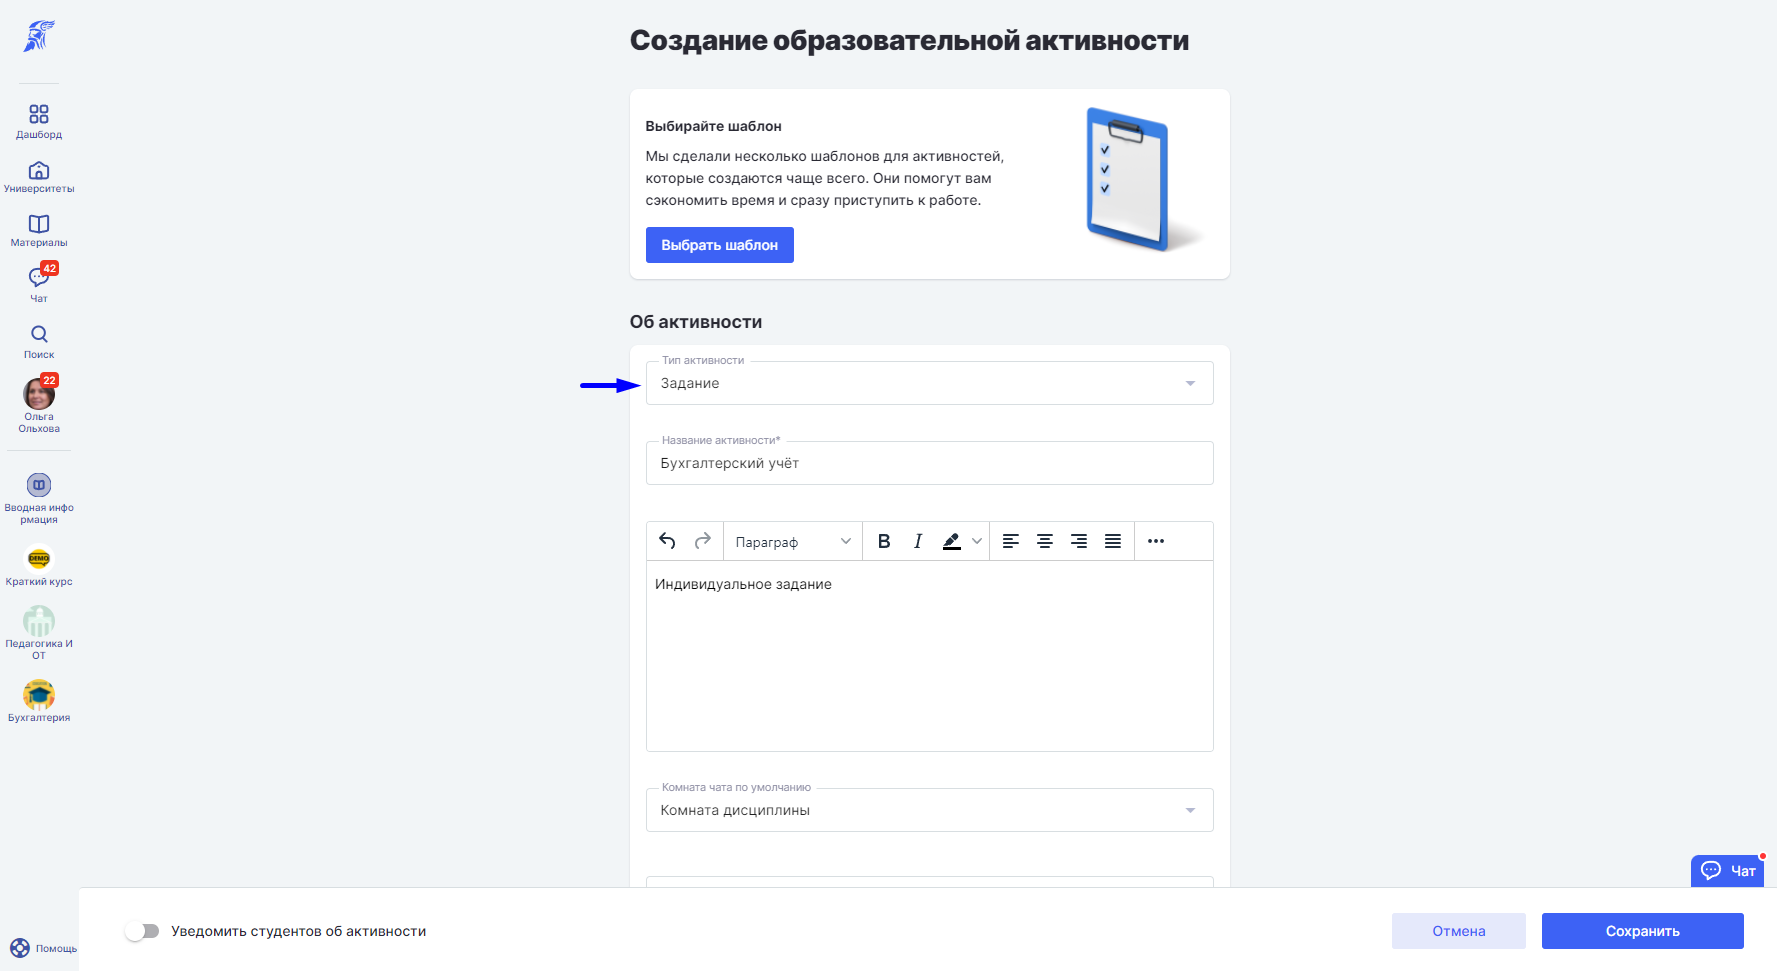 Дашборд
Университеты
Материалы
42
Чат
Поиск
22
Ольга
Ольхова
Вводная инфо
рмация
DEMO
Краткий курс
Педагогика И
ОТ
Бухгалтерия
Помощь
Создание образовательной активности
Выбирайте шаблон
Мы сделали несколько шаблонов для активностей,
которые создаются чаще всего. Они помогут вам
сэкономить время и сразу приступить к работе.
Выбрать шаблон
Об активности
Тип активности
Задание
Название активности*
Бухгалтерский учёт
Параграф B I
Индивидуальное задание
Комната чата по умолчанию
Комната дисциплины
Чат
Уведомить студентов об активности
Отмена
Сохранить